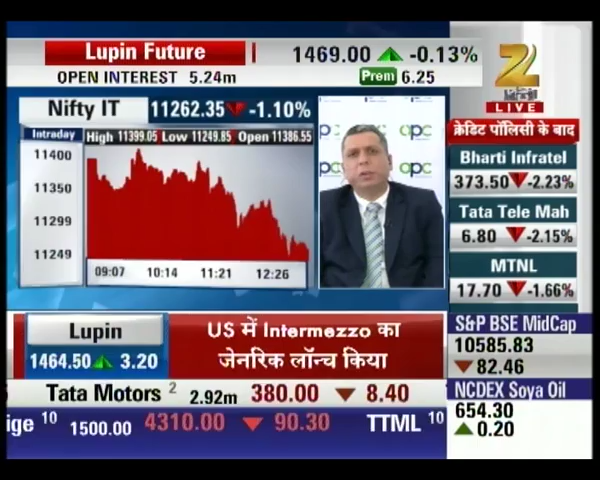 Lupin Future
1469.00 -0.13%
OPEN INTEREST 5.24m
Prem 6.25
LIVE
Nifty IT 11262.35 -1.10%
Intraday
High 11399.05 Low 11249.85 Open 11386.55
11400
11350
11299
11249
09:07 10:14 11:21 12:26
opc
क्रेडिट पॉलिसी के बाद
Bharti Infratel
373.50 -2.23%
Tata Tele Mah
6.80 -2.15%
MTNL
17.70 -1.66%
Lupin
1464.50 3.20
US में Intermezzo का
जेनरिक लॉन्च किया
S&P BSE MidCap
10585.83
82.46
Tata Motors 2 2.92m 380.00 8.40
NCDEX Soya Oil
654.30
0.20
ige 10 1500.00 4310.00 90.30 TTML 10